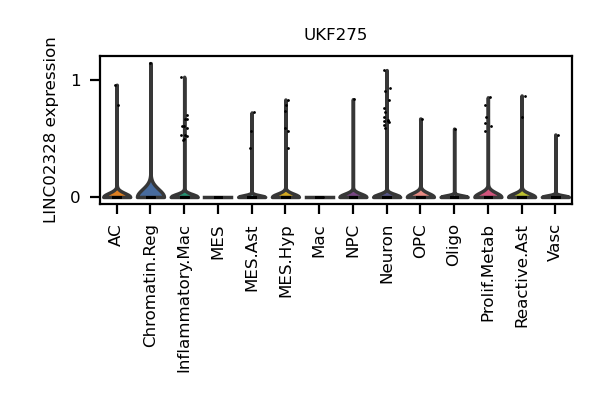 UKF275
LINC02328 expression
1
0
AC
Chromatin.Reg
Inflammatory.Mac
MES
MES.Ast
MES.Hyp
Mac
NPC
Neuron
OPC
Oligo
Prolif.Metab
Reactive.Ast
Vasc